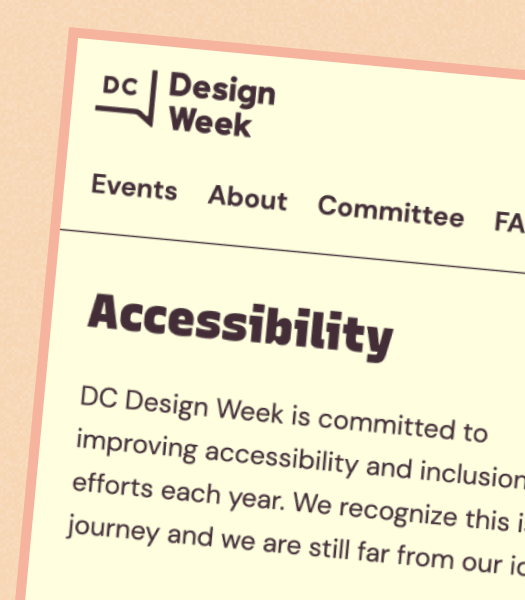 DC Design
Week
Events About Committee
Accessibility
DC Design Week is committed to
improving accessibility and inclusion
efforts each year. We recognize this
journey and we are still far from our